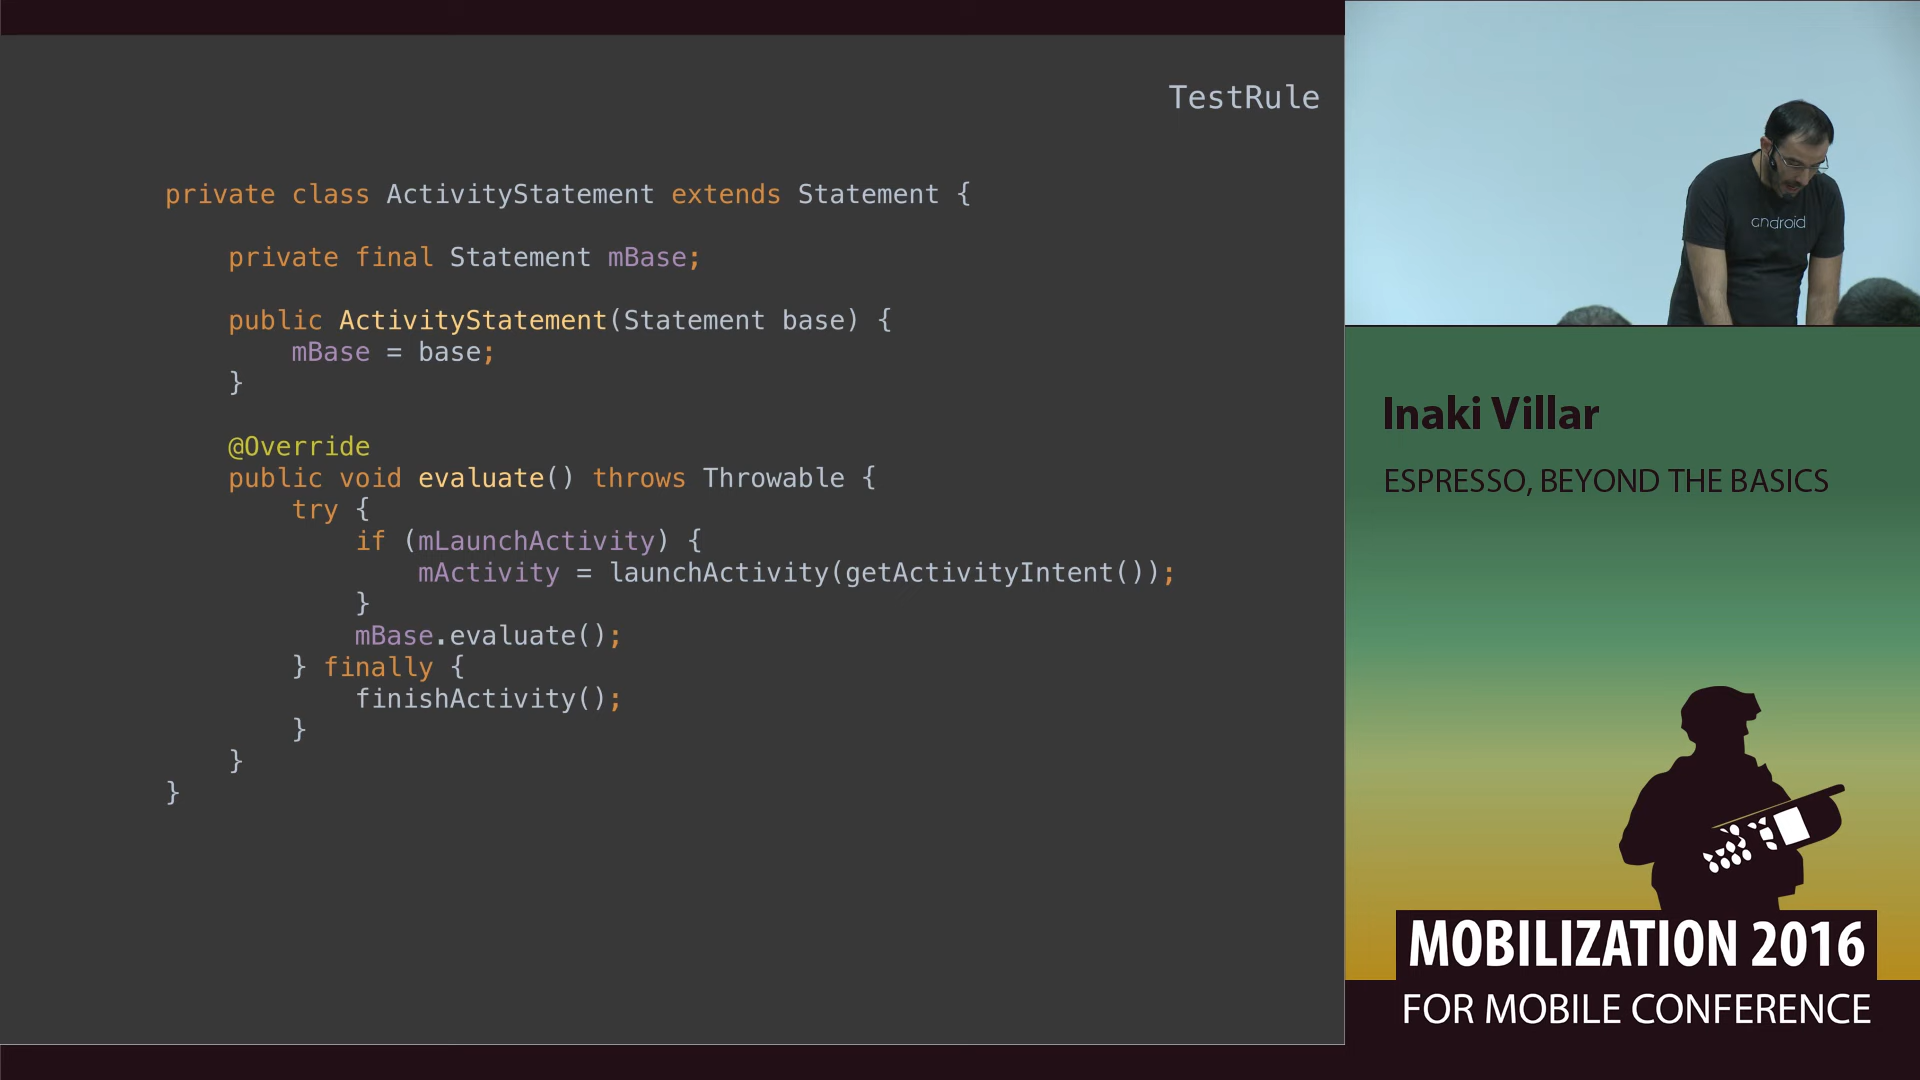 TestRule
private class ActivityStatement extends Statement {
private final Statement mBase;
public ActivityStatement(Statement base) {
mBase = base;
}
@Override
public void evaluate() throws Throwable {
try {
if (mLaunchActivity) {
mActivity = launchActivity(getActivityIntent());
}
mBase.evaluate();
} finally {
finishActivity();
}
}
}
android
Inaki Villar
ESPRESSO, BEYOND THE BASICS
MOBILIZATION 2016
FOR MOBILE CONFERENCE